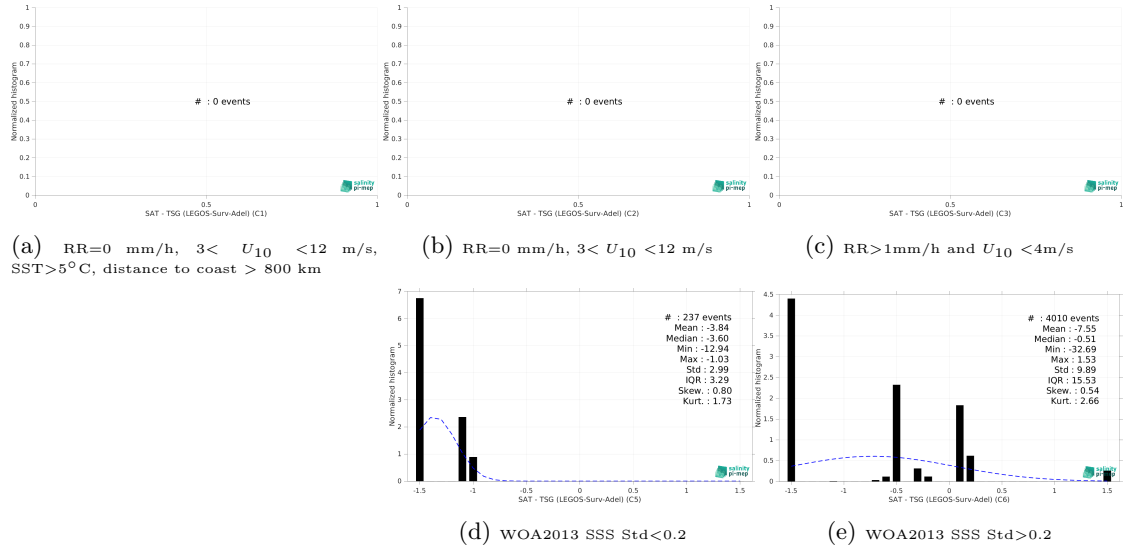 1
0.9
0.8
0.7
0.6
0.5
0.4
0.3
0.2
0.1
0
Normalized histogram
# : 0 events
salinity
pi-mep
0 0.5 1
SAT - TSG (LEGOS-Surv-Adel) (C1)
(a) RR=0 mm/h, 3< U10 <12 m/s,
SST>5°C, distance to coast > 800 km
1
0.9
0.8
0.7
0.6
0.5
0.4
0.3
0.2
0.1
0
Normalized histogram
# : 0 events
salinity
pi-mep
0 0.5 1
SAT - TSG (LEGOS-Surv-Adel) (C2)
(b) RR=0 mm/h, 3< U10 <12 m/s
1
0.9
0.8
0.7
0.6
0.5
0.4
0.3
0.2
0.1
0
Normalized histogram
# : 0 events
salinity
pi-mep
0 0.5 1
SAT - TSG (LEGOS-Surv-Adel) (C3)
(c) RR>1mm/h and U10 <4m/s
7
6
5
4
3
2
1
0
Normalized histogram
# : 237 events
Mean : -3.84
Median : -3.60
Min : -12.94
Max : -1.03
Std : 2.99
IQR : 3.29
Skew. : 0.80
Kurt. : 1.73
salinity
pi-mep
-1.5 -1 -0.5 0 0.5 1 1.5
SAT - TSG (LEGOS-Surv-Adel) (C5)
(d) WOA2013 SSS Std<0.2
4.5
4
3.5
3
2.5
2
1.5
1
0.5
0
Normalized histogram
# : 4010 events
Mean : -7.55
Median : -0.51
Min : -32.69
Max : 1.53
Std : 9.89
IQR : 15.53
Skew. : 0.54
Kurt. : 2.66
salinity
pi-mep
-1.5 -1 -0.5 0 0.5 1 1.5
SAT - TSG (LEGOS-Surv-Adel) (C6)
(e) WOA2013 SSS Std>0.2